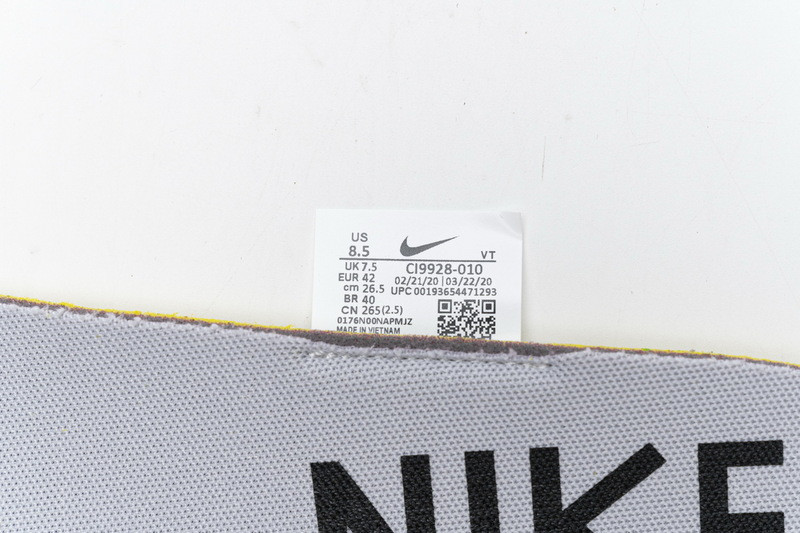 US
8.5
VT
UK 7.5
CI9928-010
EUR 42
02/21/20 | 03/22/20
cm 26.5
UPC 00193654471293
BR 40
CN 265(2.5)
0176N00NAPMJZ
MADE IN VIETNAM
NIKE